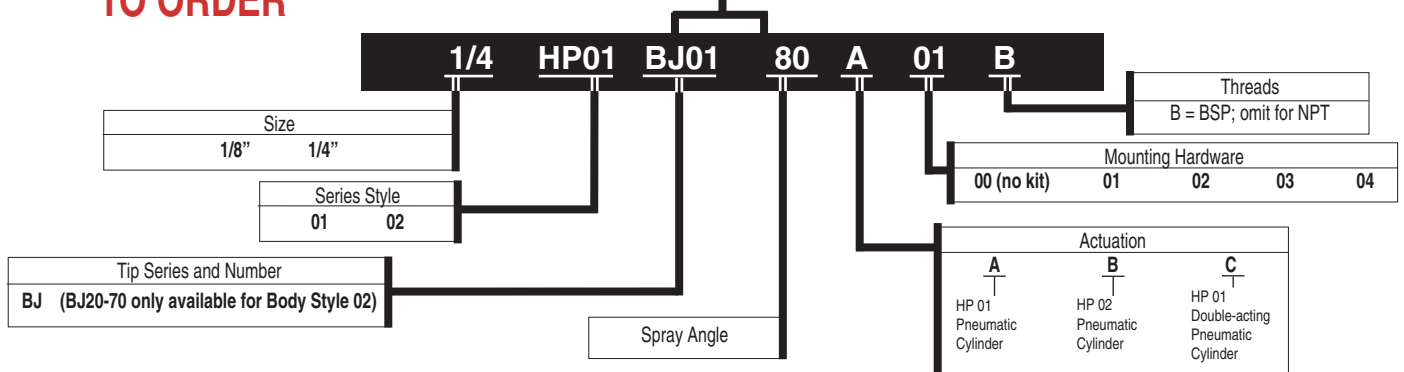 TO ORDER
1/4 HP01 BJ01 80 A 01 B
Threads
B = BSP; omit for NPT
Size
1/8” 1/4”
Mounting Hardware
00 (no kit) 01 02 03 04
Series Style
01 02
Actuation
A B C
HP 01
Pneumatic
Cylinder
HP 02
Pneumatic
Cylinder
HP 01
Double-acting
Pneumatic
Cylinder
Tip Series and Number
BJ (BJ20-70 only available for Body Style 02)
Spray Angle